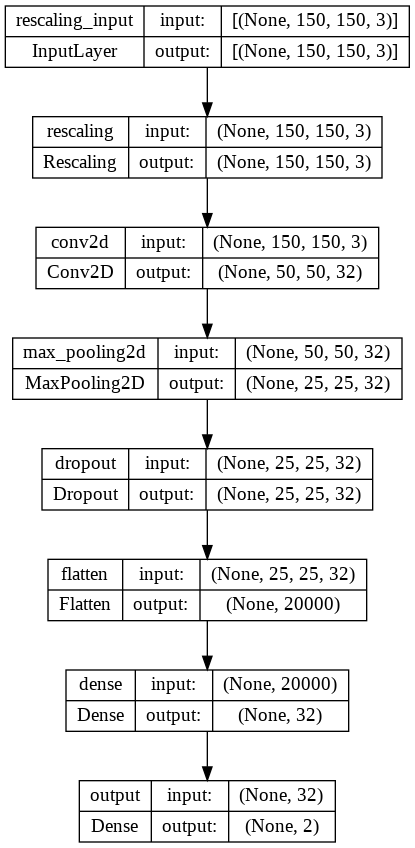 rescaling_input input: [(None, 150, 150, 3)]
InputLayer output: [(None, 150, 150, 3)]
rescaling input: (None, 150, 150, 3)
Rescaling output: (None, 150, 150, 3)
conv2d input: (None, 150, 150, 3)
Conv2D output: (None, 50, 50, 32)
max_pooling2d input: (None, 50, 50, 32)
MaxPooling2D output: (None, 25, 25, 32)
dropout input: (None, 25, 25, 32)
Dropout output: (None, 25, 25, 32)
flatten input: (None, 25, 25, 32)
Flatten output: (None, 20000)
dense input: (None, 20000)
Dense output: (None, 32)
output input: (None, 32)
Dense output: (None, 2)